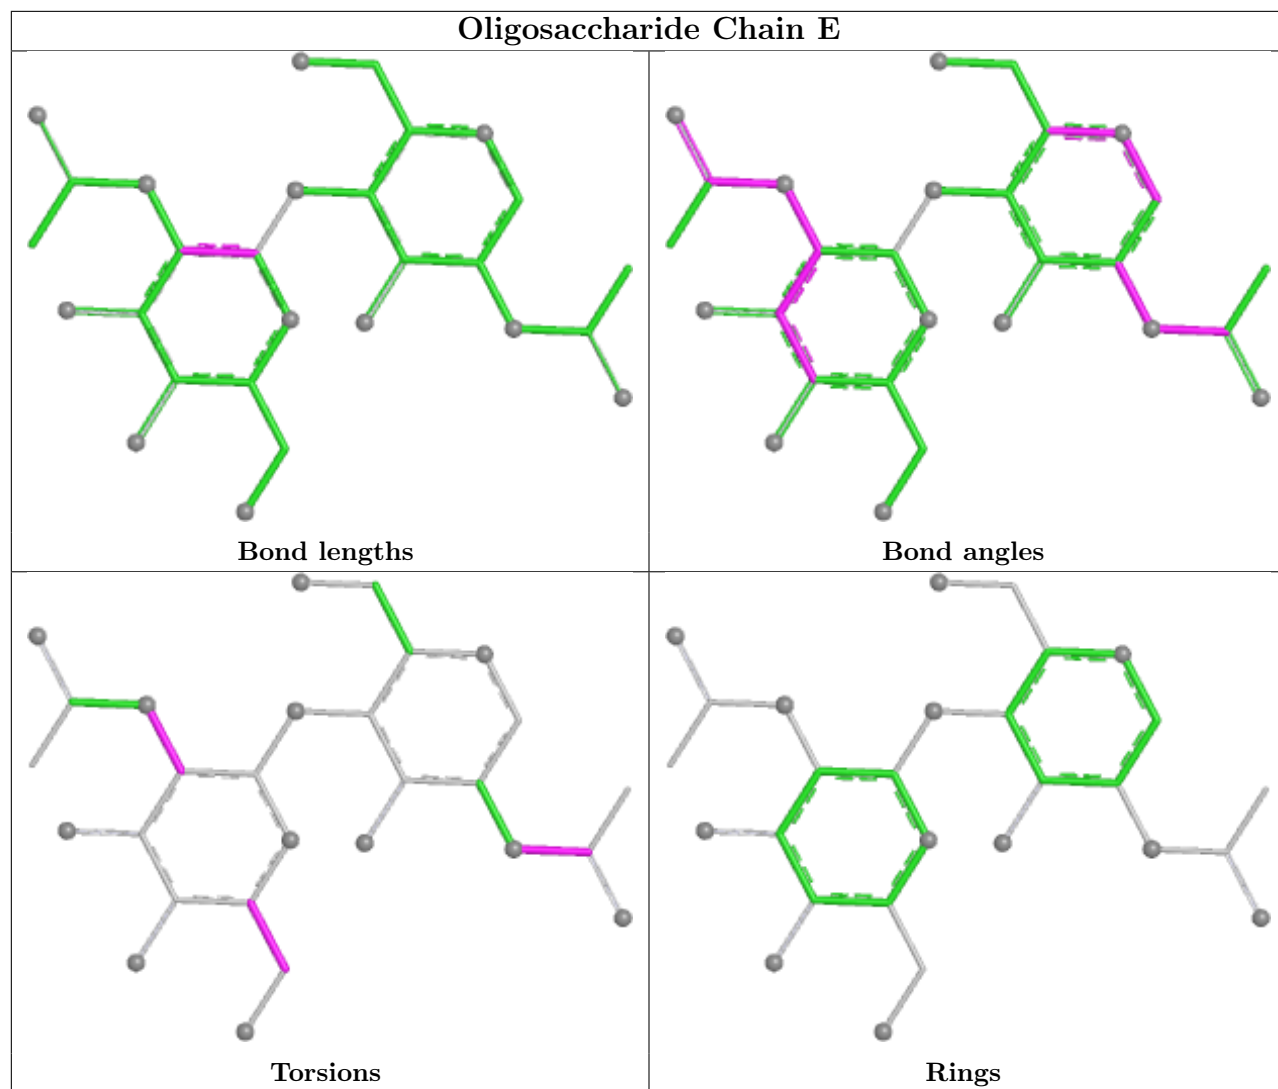 Oligosaccharide Chain E
Bond lengths
Bond angles
Torsions
Rings